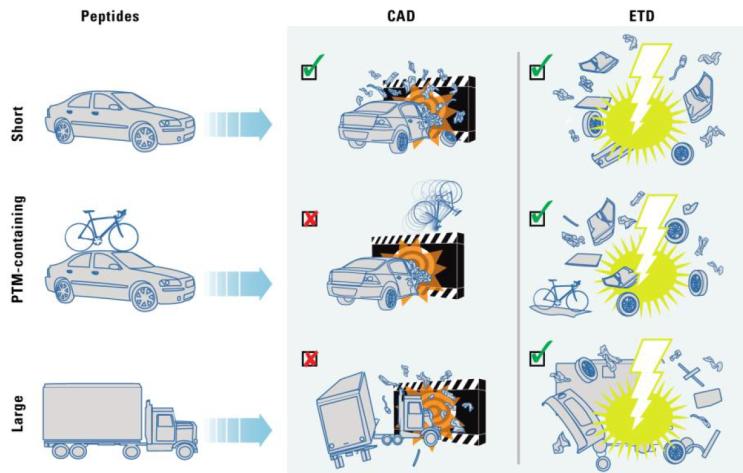 Peptides
CAD
ETD
Short
PTM-containing
Large